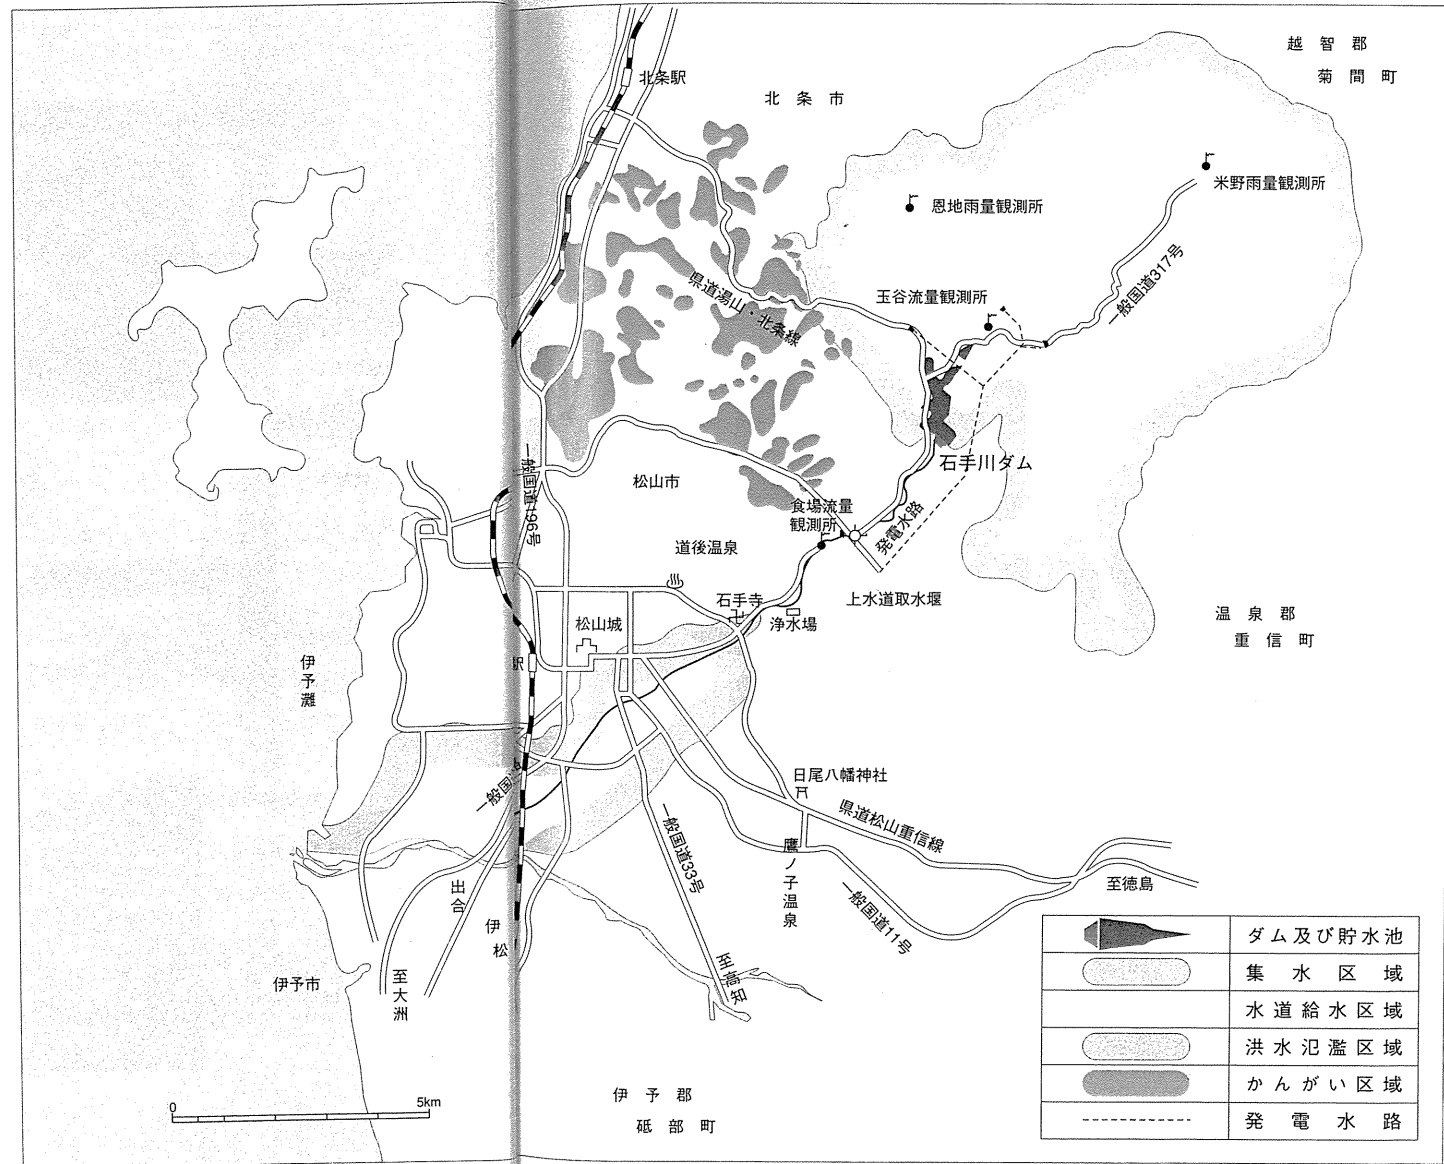 越智郡
菊間町
北条駅
北条市
米野雨量観測所
恩地雨量観測所
一般国道317号
玉谷流量観測所
県道湯山・北条線
石手川ダム
一般国道196号
松山市
食場流量
観測所
発電水路
道後温泉
上水道取水堰
石手寺
浄水場
松山城
温泉郡
重信町
伊予灘
駅
日尾八幡神社
一般国
県道松山重信線
一般国道33号
鷹ノ子温泉
至徳島
出合
一般国道11号
伊
松
伊予市
至大洲
至高知
ダム及び貯水池
集水区域
水道給水区域
洪水氾濫区域
かんがい区域
発電水路
0
5km
伊予郡
砥部町